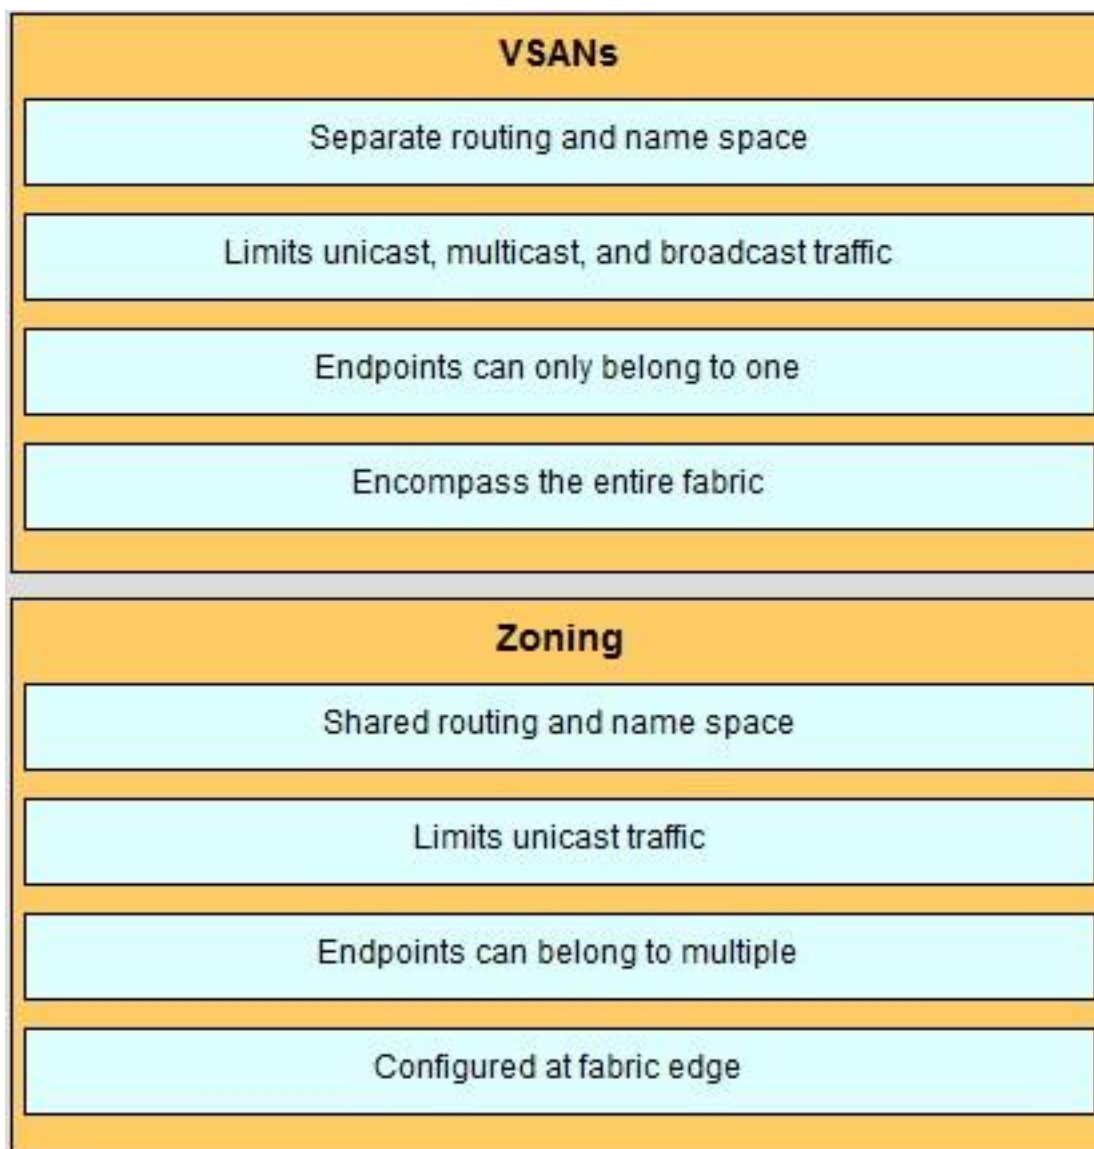 VSANs
Separate routing and name space
Limits unicast, multicast, and broadcast traffic
Endpoints can only belong to one
Encompass the entire fabric
Zoning
Shared routing and name space
Limits unicast traffic
Endpoints can belong to multiple
Configured at fabric edge